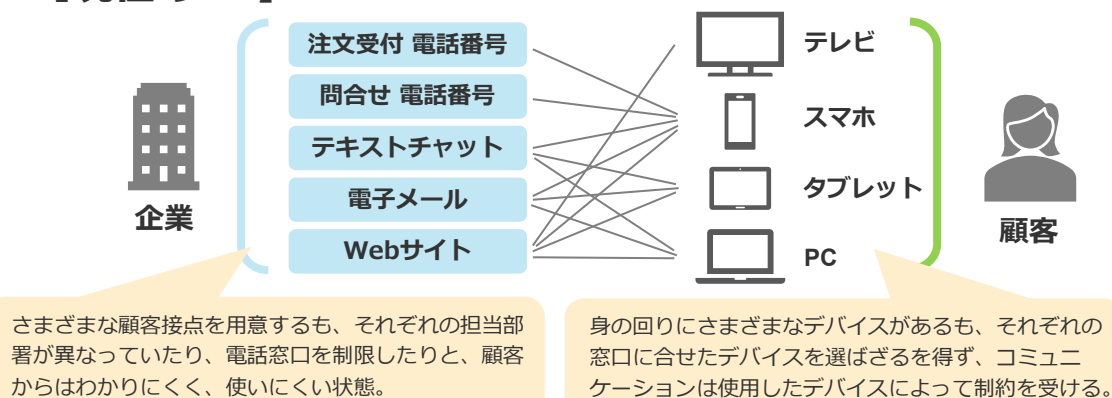 注文受付 電話番号
問合せ 電話番号
テキストチャット
電子メール
Webサイト
企業
テレビ
スマホ
タブレット
PC
顧客
さまざまな顧客接点を用意するも、それぞれの担当部
署が異なっていたり、電話窓口を制限したりと、顧客
からはわかりにくく、使いにくい状態。
身の回りにさまざまなデバイスがあるも、それぞれの
窓口に合せたデバイスを選ばざるを得ず、コミュニ
ケーションは使用したデバイスによって制約を受ける。